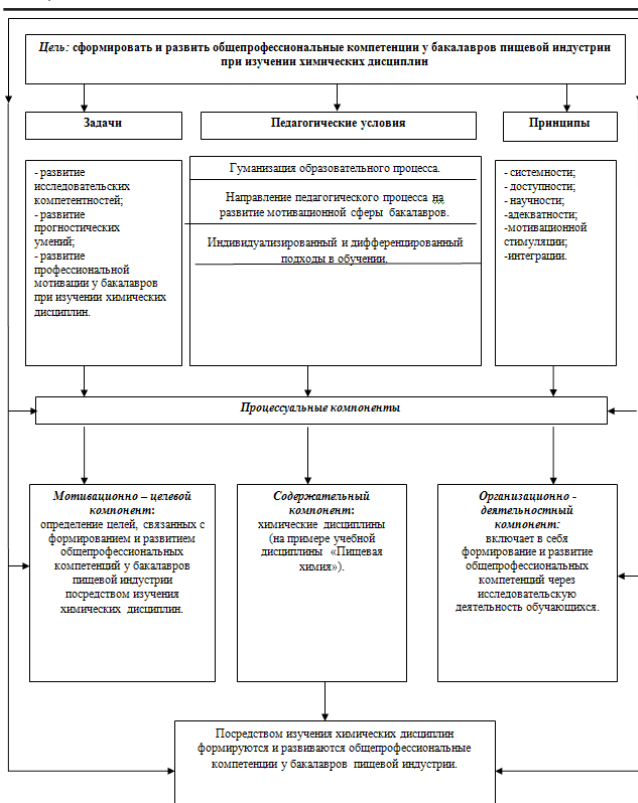 Цель: сформировать и развить общепрофессиональные компетенции у бакалавров пищевой индустрии
при изучении химических дисциплин
Задачи
Педагогические условия
Принципы
- развитие
исследовательских
компетентностей;
- развитие
прогностических
умений;
- развитие
профессиональной
мотивации у бакалавров
при изучении химических
дисциплин.
Гуманизация образовательного процесса.
Направление педагогического процесса на
развитие мотивационной сферы бакалавров.
Индивидуализированный и дифференцированный
подходы в обучении.
- системности;
- доступности;
- научности;
- адекватности;
-мотивационной
стимуляции;
-интеграции.
Процессуальные компоненты
Мотивационно – целевой
компонент:
определение целей, связанных с
формированием и развитием
общепрофессиональных
компетенций у бакалавров
пищевой индустрии
посредством изучения
химических дисциплин.
Содержательный
компонент:
химические дисциплины
(на примере учебной
дисциплины «Пищевая
химия»).
Организационно -
деятельностный
компонент:
включает в себя
формирование и развитие
общепрофессиональных
компетенций через
исследовательскую
деятельность обучающихся.
Посредством изучения химических дисциплин
формируются и развиваются общепрофессиональные
компетенции у бакалавров пищевой индустрии.